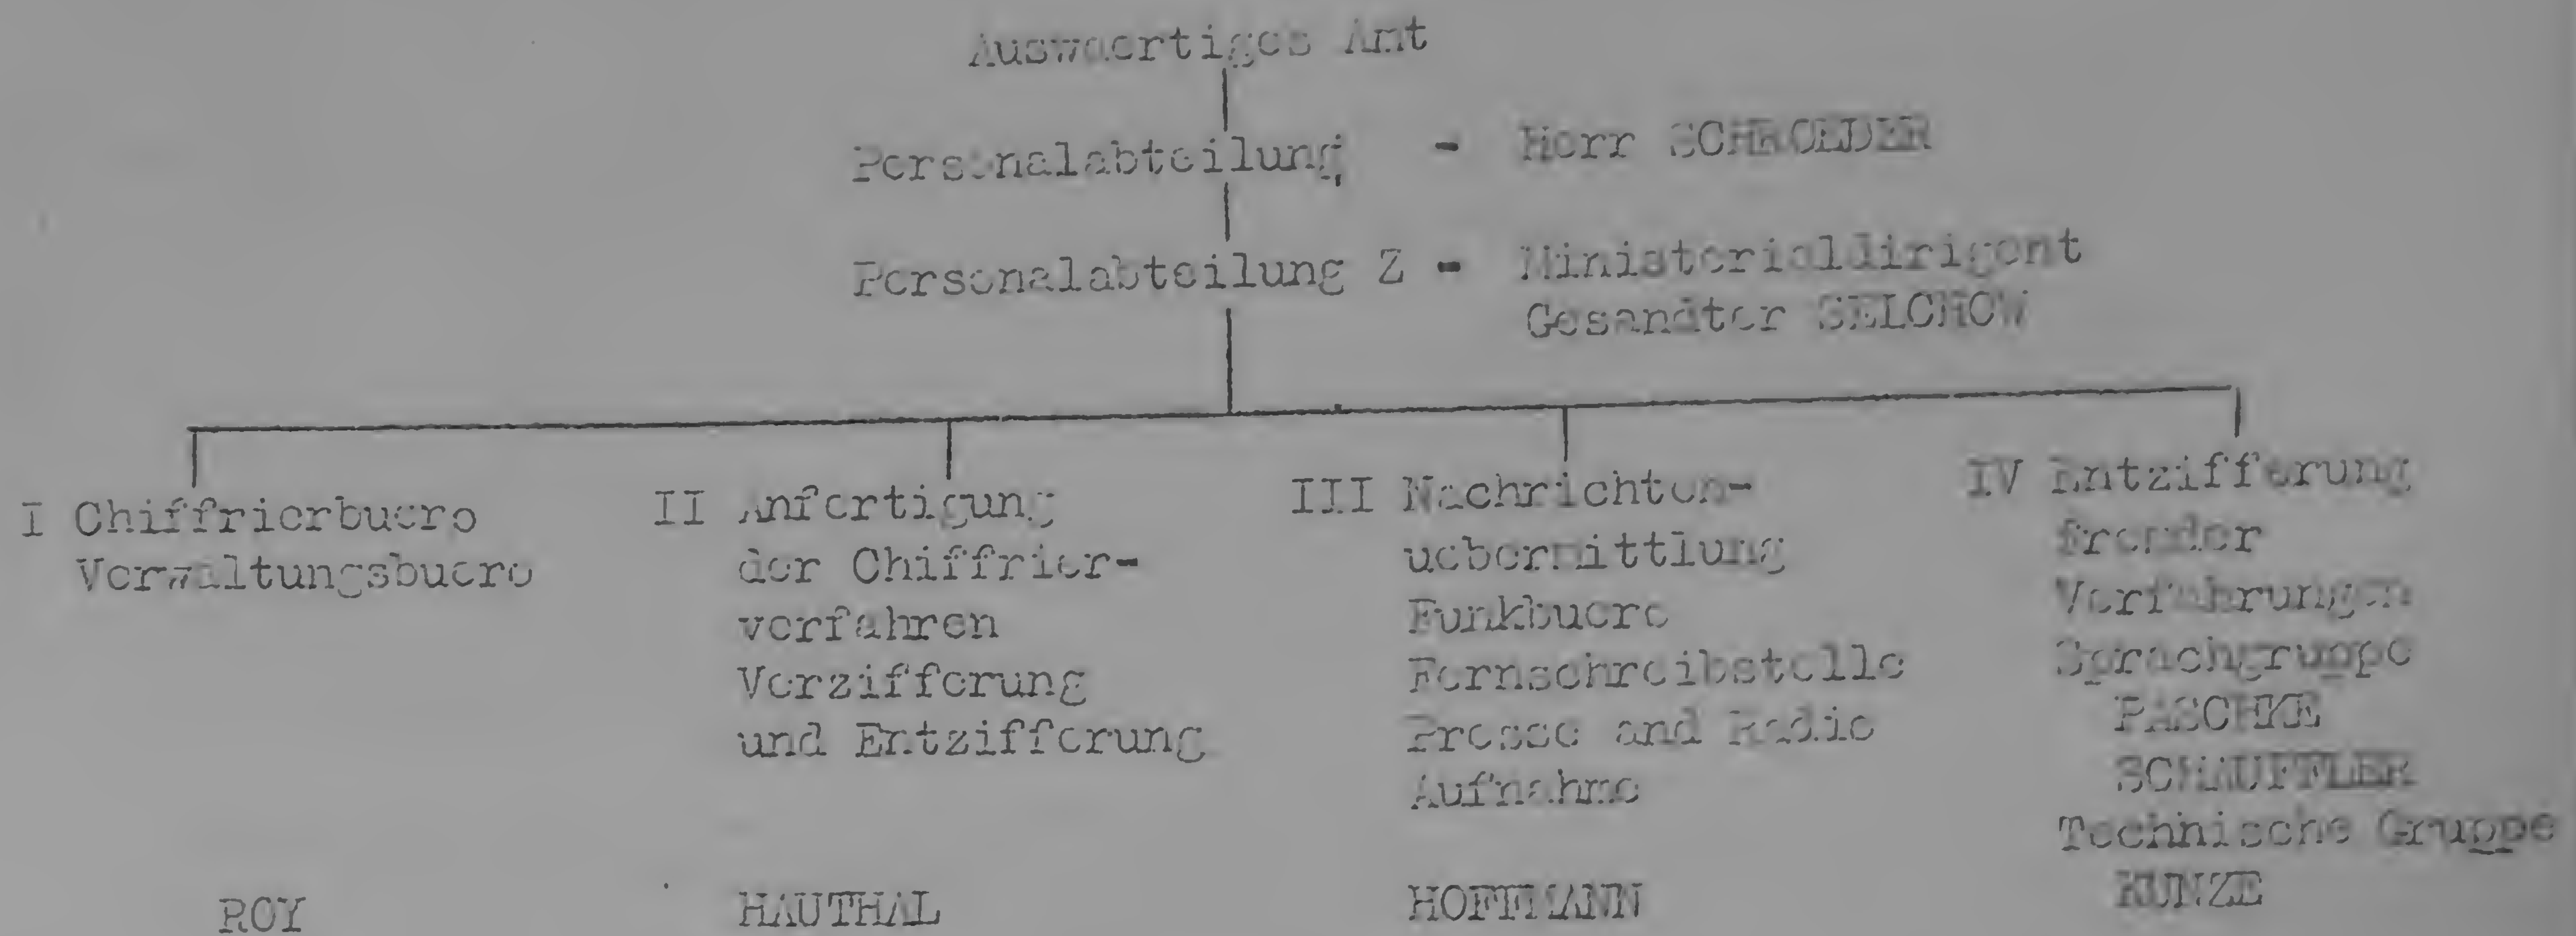 Auswaertiges Amt
Personalabteilung - Herr SCHROEDER
Personalabteilung Z - Ministerialdirigent
Gesandter SELCHOW
I Chiffrierbuero
Verwaltungsbuero
II Anfertigung
der Chiffrier-
verfahren
Verzifferung
und Entzifferung
HAUTHAL
III Nachrichten-
uebermittlung
Funkbuero
Fernschreibstelle
Presse and Radio
Aufnahme
HOFFMANN
IV Entzifferung
fremder
Verfahrungen
Sprachgruppe
PASCHKE
SCHAUFFLER
Technische Gruppe
KUNZE
ROY